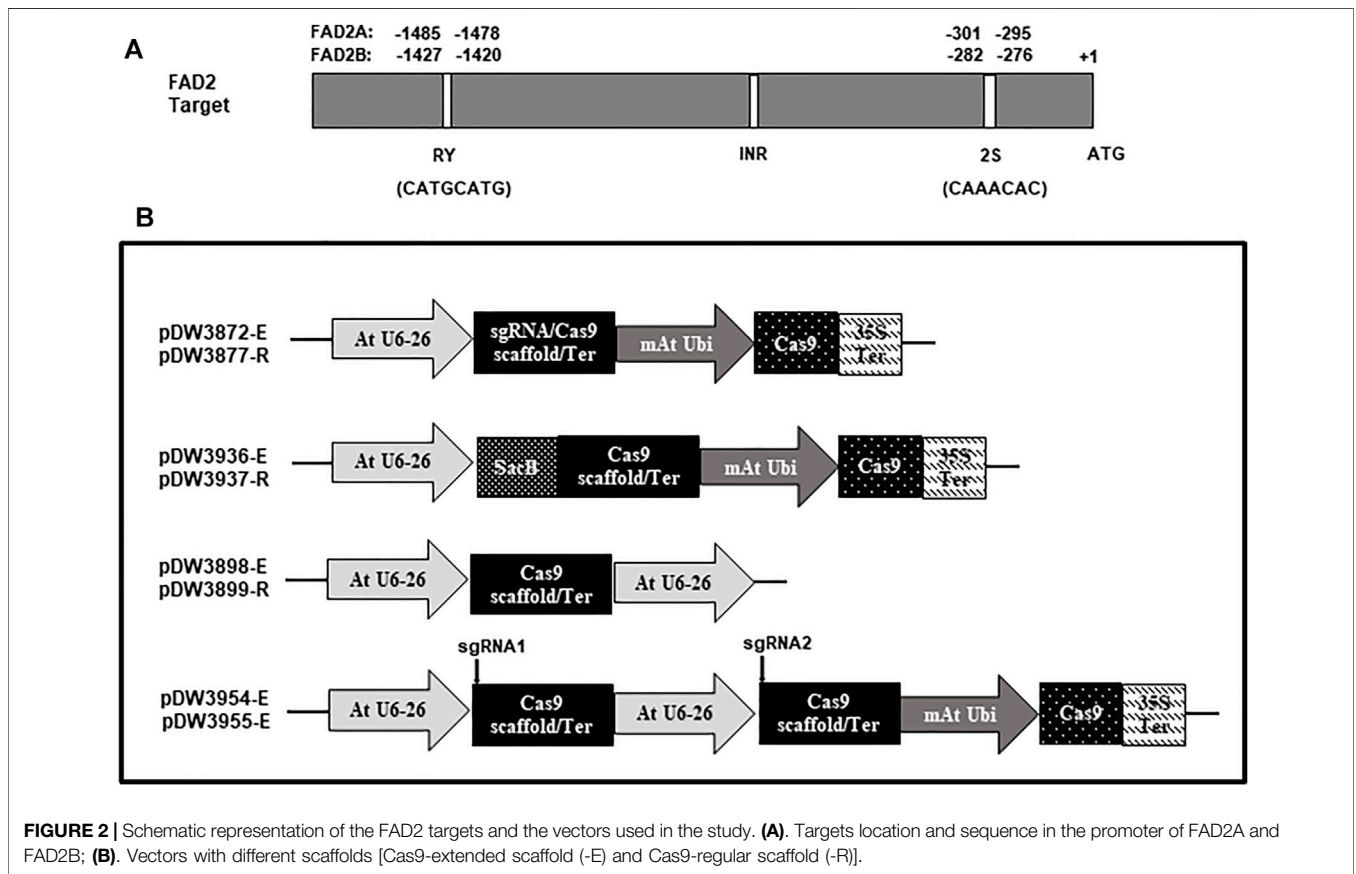 A
FAD2A: -1485 -1478 -301 -295
FAD2B: -1427 -1420 -282 -276 +1
FAD2
Target
RY INR 2S ATG
(CATGCATG) (CAAACAC)
B
pDW3872-E
pDW3877-R
At U6-26
sgRNA/Cas9
scaffold/Ter
mAt Ubi
Cas9
35S
Ter
pDW3936-E
pDW3937-R
At U6-26
SacB
Cas9
scaffold/Ter
mAt Ubi
Cas9
35S
Ter
pDW3898-E
pDW3899-R
At U6-26
Cas9
scaffold/Ter
At U6-26
sgRNA1
sgRNA2
pDW3954-E
pDW3955-E
At U6-26
Cas9
scaffold/Ter
At U6-26
Cas9
scaffold/Ter
mAt Ubi
Cas9
35S
Ter
FIGURE 2 | Schematic representation of the FAD2 targets and the vectors used in the study. (A). Targets location and sequence in the promoter of FAD2A and
FAD2B; (B). Vectors with different scaffolds [Cas9-extended scaffold (-E) and Cas9-regular scaffold (-R)].